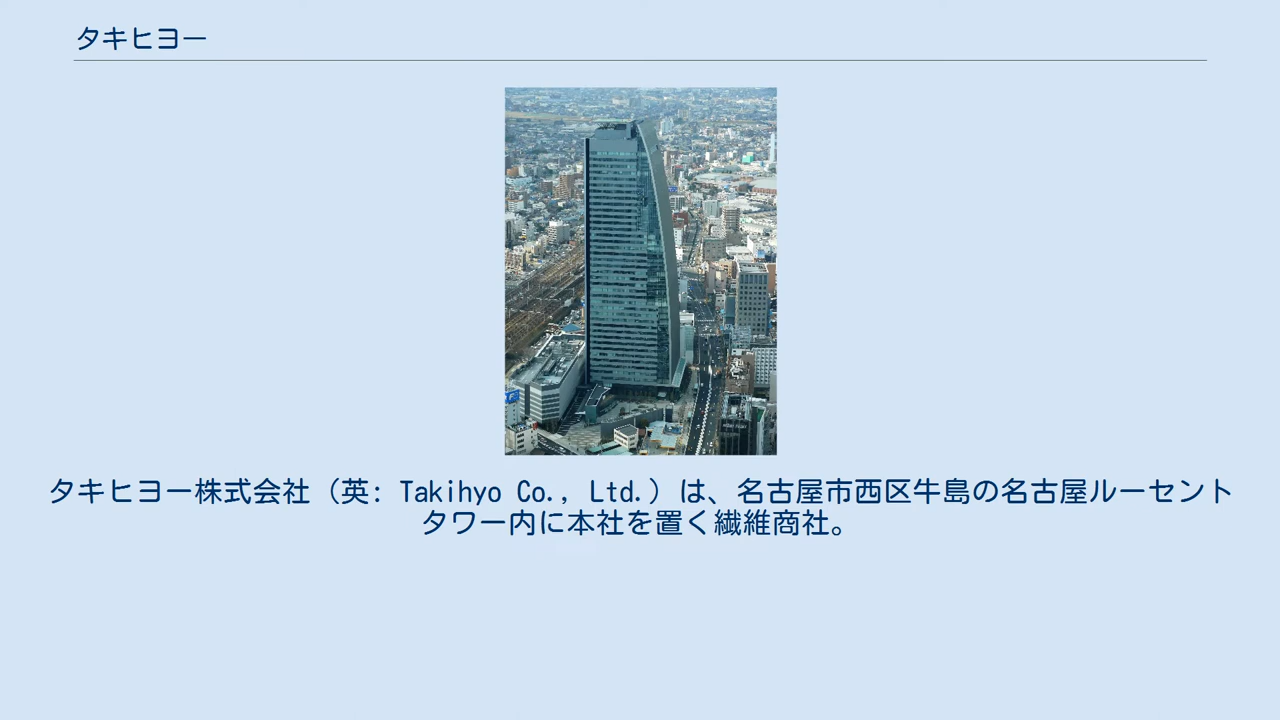 タキヒヨー
タキヒヨー株式会社（英: Takihyo Co., Ltd.）は、名古屋市西区牛島の名古屋ルーセント
タワー内に本社を置く繊維商社。